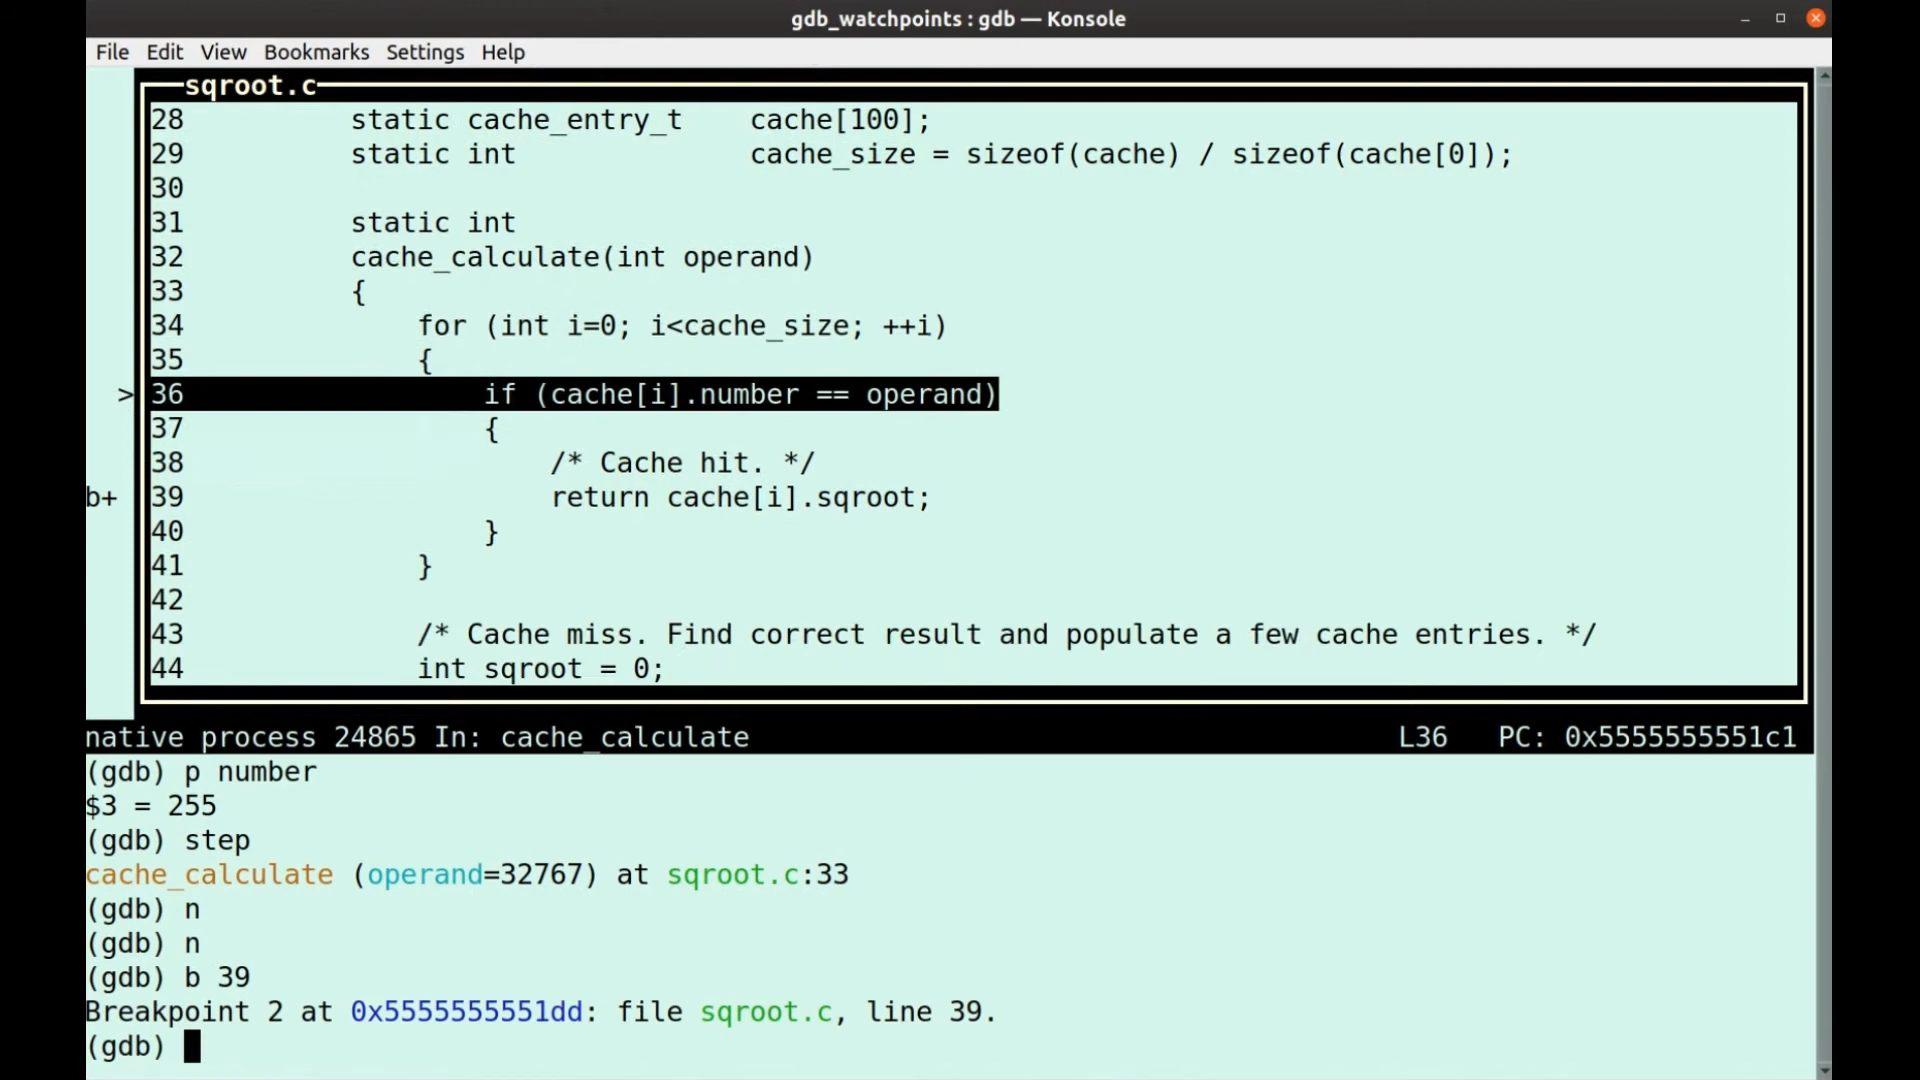 gdb_watchpoints : gdb — Konsole
File Edit View Bookmarks Settings Help
sqroot.c
28 static cache_entry_t cache[100];
29 static int cache_size = sizeof(cache) / sizeof(cache[0]);
30
31 static int
32 cache_calculate(int operand)
33 {
34 for (int i=0; i<cache_size; ++i)
35 {
> 36 if (cache[i].number == operand)
37 {
38 /* Cache hit. */
b+ 39 return cache[i].sqroot;
40 }
41 }
42
43 /* Cache miss. Find correct result and populate a few cache entries. */
44 int sqroot = 0;
native process 24865 In: cache_calculate L36 PC: 0x5555555551c1
(gdb) p number
$3 = 255
(gdb) step
cache_calculate (operand=32767) at sqroot.c:33
(gdb) n
(gdb) n
(gdb) b 39
Breakpoint 2 at 0x5555555551dd: file sqroot.c, line 39.
(gdb)